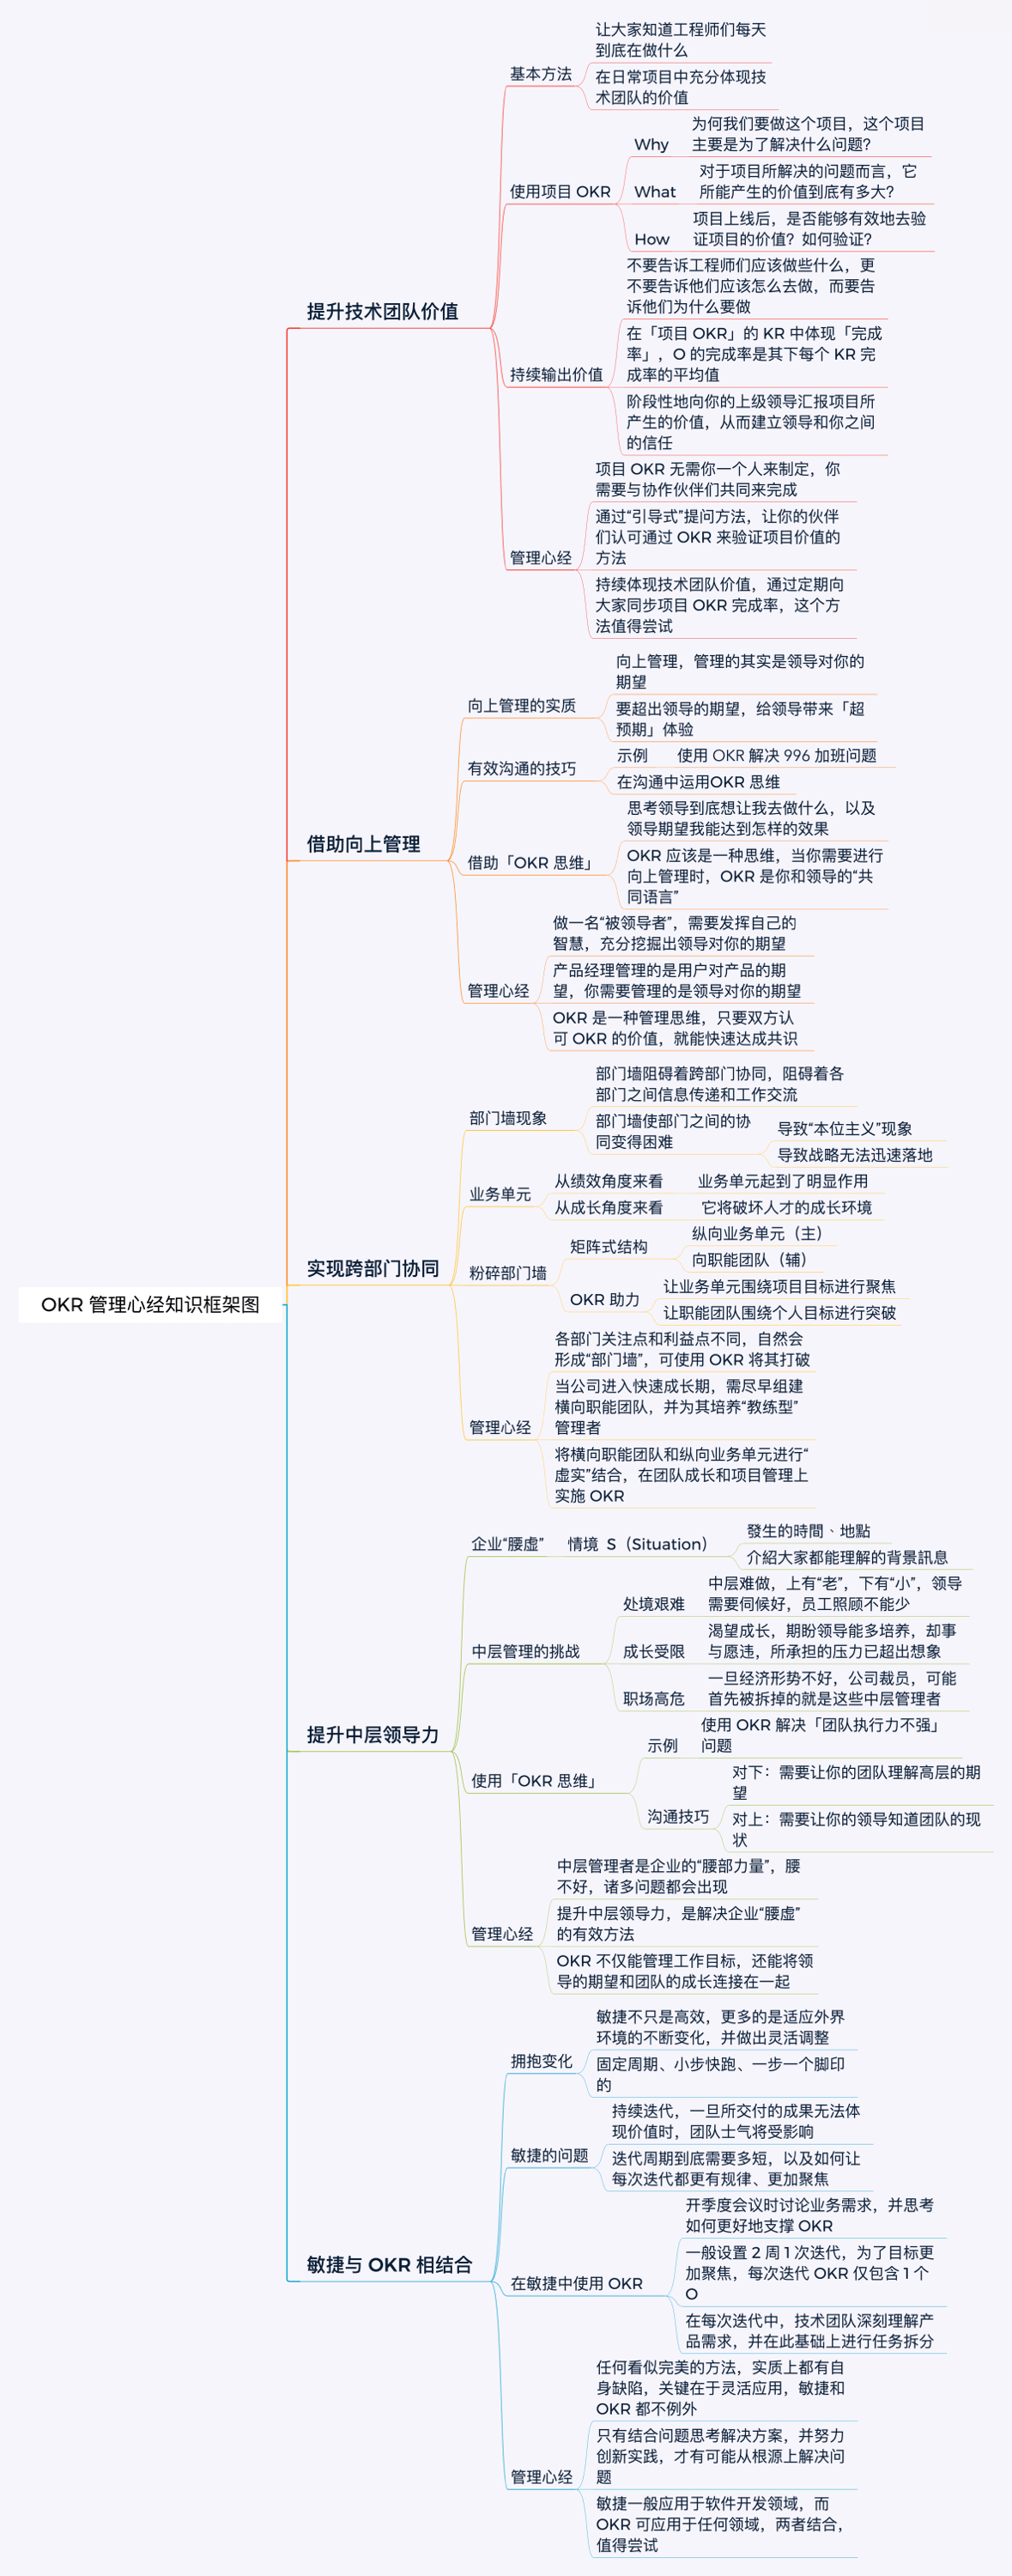 让大家知道工程师们每天
到底在做什么
基本方法
在日常项目中充分体现技
术团队的价值
为何我们要做这个项目，这个项目
主要是为了解决什么问题？
Why
对于项目所解决的问题而言，它
所能产生的价值到底有多大？
使用项目 OKR
What
项目上线后，是否能够有效地去验
证项目的价值？如何验证？
How
不要告诉工程师们应该做些什么，更
不要告诉他们应该怎么去做，而要告
诉他们为什么要做
提升技术团队价值
在「项目 OKR」的 KR 中体现「完成
率」，O 的完成率是其下每个 KR 完
成率的平均值
持续输出价值
阶段性地向你的上级领导汇报项目所
产生的价值，从而建立领导和你之间
的信任
项目 OKR 无需你一个人来制定，你
需要与协作伙伴们共同来完成
通过“引导式”提问方法，让你的伙伴
们认可通过 OKR 来验证项目价值的
方法
管理心经
持续体现技术团队价值，通过定期向
大家同步项目 OKR 完成率，这个方
法值得尝试
向上管理，管理的其实是领导对你的
期望
向上管理的实质
要超出领导的期望，给领导带来「超
预期」体验
示例 使用 OKR 解决 996 加班问题
有效沟通的技巧
在沟通中运用OKR 思维
思考领导到底想让我去做什么，以及
领导期望我能达到怎样的效果
借助向上管理
借助「OKR 思维」
OKR 应该是一种思维，当你需要进行
向上管理时，OKR 是你和领导的“共
同语言”
做一名“被领导者”，需要发挥自己的
智慧，充分挖掘出领导对你的期望
产品经理管理的是用户对产品的期
望，你需要管理的是领导对你的期望
管理心经
OKR 是一种管理思维，只要双方认
可 OKR 的价值，就能快速达成共识
部门墙阻碍着跨部门协同，阻碍着各
部门之间信息传递和工作交流
部门墙现象
部门墙使部门之间的协
同变得困难
导致“本位主义”现象
导致战略无法迅速落地
从绩效角度来看 业务单元起到了明显作用
业务单元
从成长角度来看 它将破坏人才的成长环境
纵向业务单元（主）
矩阵式结构
向职能团队（辅）
实现跨部门协同
粉碎部门墙
让业务单元围绕项目目标进行聚焦
OKR 助力
让职能团队围绕个人目标进行突破
OKR 管理心经知识框架图
各部门关注点和利益点不同，自然会
形成“部门墙”，可使用 OKR 将其打破
当公司进入快速成长期，需尽早组建
横向职能团队，并为其培养“教练型”
管理者
管理心经
将横向职能团队和纵向业务单元进行“
虚实”结合，在团队成长和项目管理上
实施 OKR
發生的時間、地點
企业“腰虚” 情境 S（Situation）
介紹大家都能理解的背景訊息
中层难做，上有“老”，下有“小”，领导
需要伺候好，员工照顾不能少
处境艰难
渴望成长，期盼领导能多培养，却事
与愿违，所承担的压力已超出想象
中层管理的挑战
成长受限
一旦经济形势不好，公司裁员，可能
首先被拆掉的就是这些中层管理者
职场高危
使用 OKR 解决「团队执行力不强」
问题
示例
提升中层领导力
使用「OKR 思维」
对下：需要让你的团队理解高层的期
望
沟通技巧
对上：需要让你的领导知道团队的现
状
中层管理者是企业的“腰部力量”，腰
不好，诸多问题都会出现
提升中层领导力，是解决企业“腰虚”
的有效方法
管理心经
OKR 不仅能管理工作目标，还能将领
导的期望和团队的成长连接在一起
敏捷不只是高效，更多的是适应外界
环境的不断变化，并做出灵活调整
拥抱变化
固定周期、小步快跑、一步一个脚印
的
持续迭代，一旦所交付的成果无法体
现价值时，团队士气将受影响
敏捷的问题
迭代周期到底需要多短，以及如何让
每次迭代都更有规律、更加聚焦
开季度会议时讨论业务需求，并思考
如何更好地支撑 OKR
敏捷与 OKR 相结合
一般设置 2 周 1 次迭代，为了目标更
加聚焦，每次迭代 OKR 仅包含 1 个
O
在敏捷中使用 OKR
在每次迭代中，技术团队深刻理解产
品需求，并在此基础上进行任务拆分
任何看似完美的方法，实质上都有自
身缺陷，关键在于灵活应用，敏捷和
OKR 都不例外
只有结合问题思考解决方案，并努力
创新实践，才有可能从根源上解决问
题
管理心经
敏捷一般应用于软件开发领域，而
OKR 可应用于任何领域，两者结合，
值得尝试